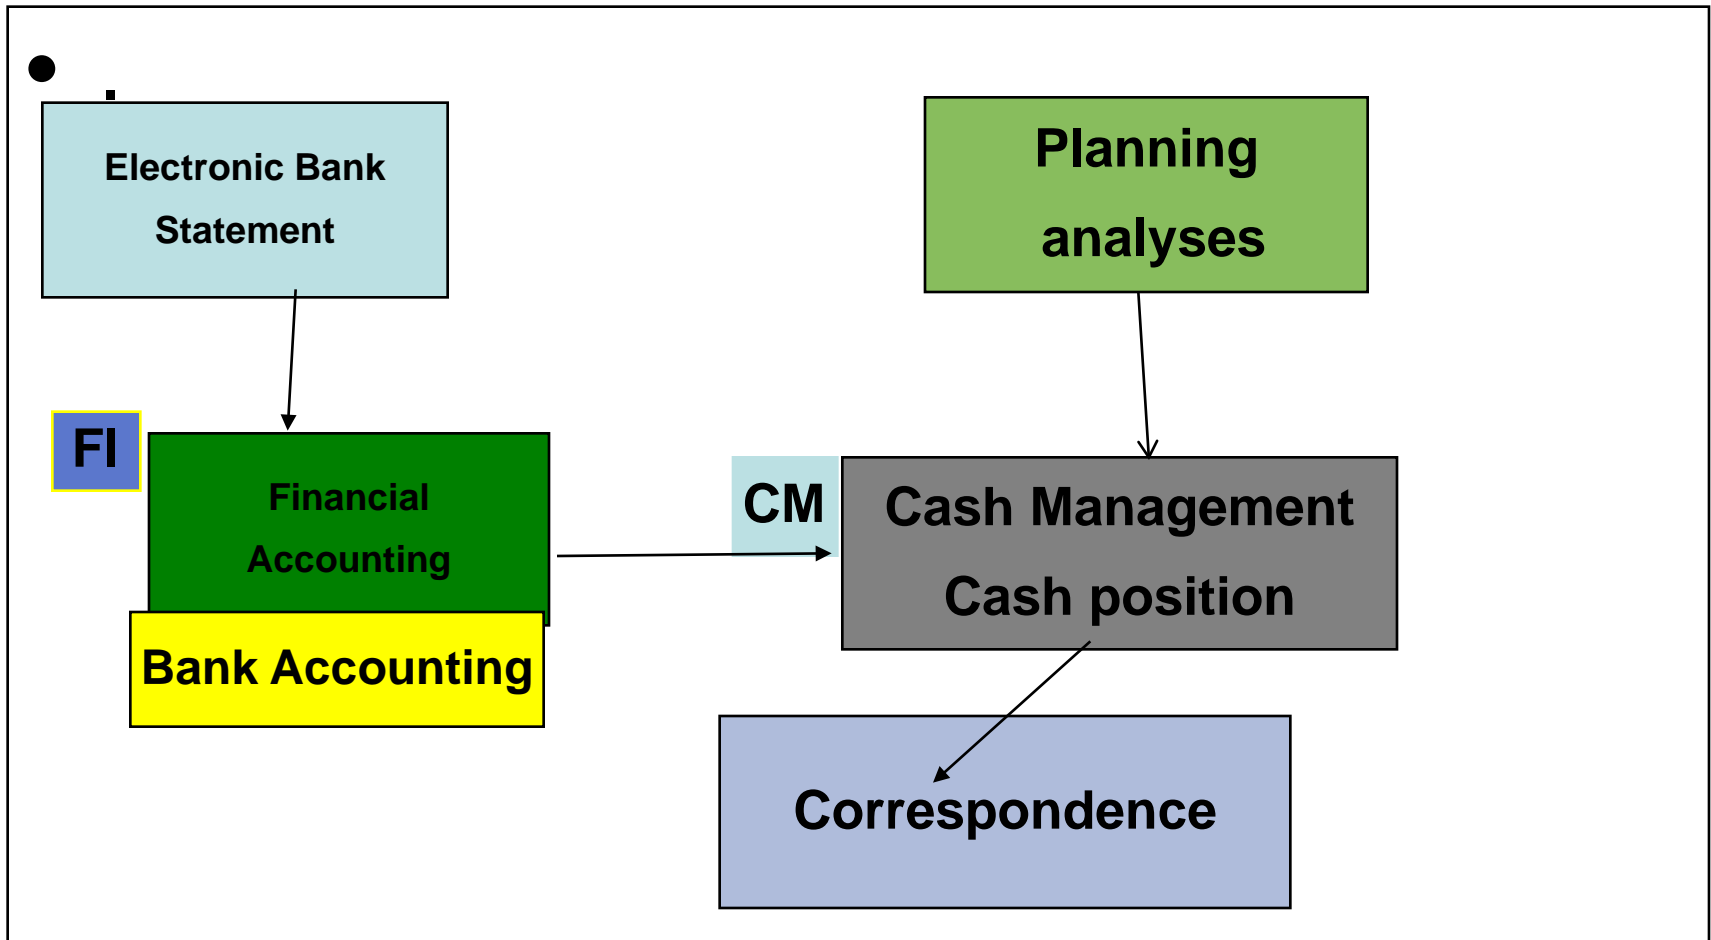 Electronic Bank
Statement
Planning
analyses
FI
Financial
Accounting
Bank Accounting
CM
Cash Management
Cash position
Correspondence